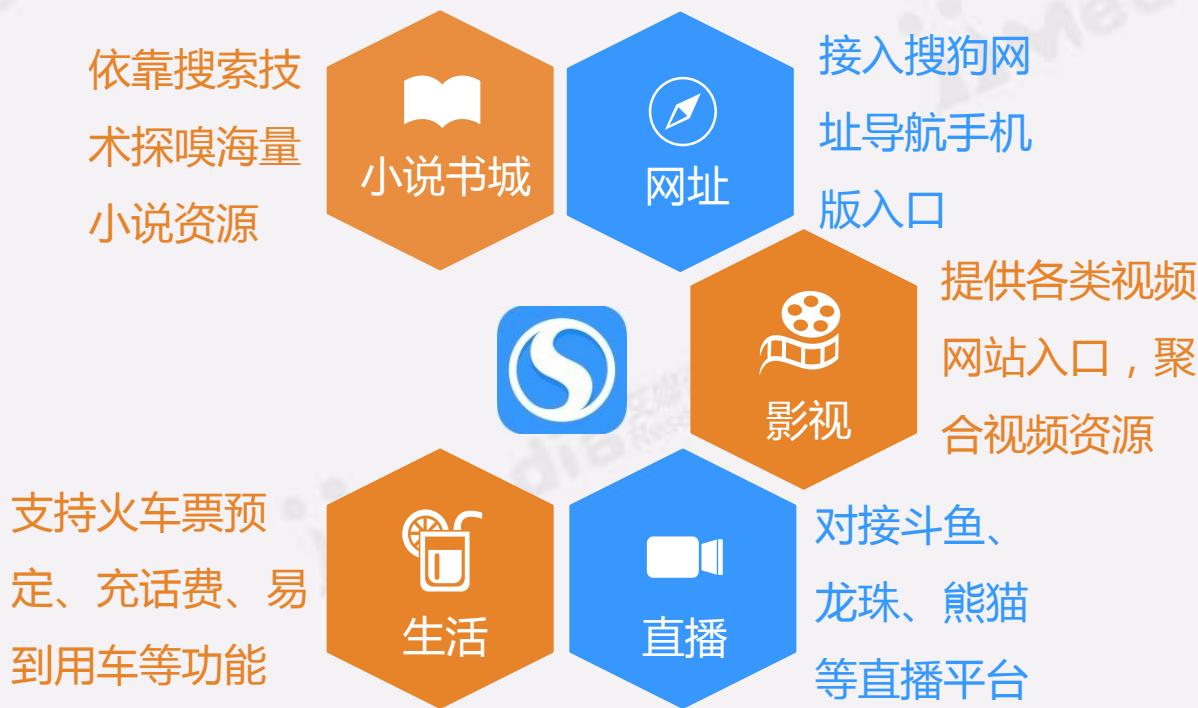 依靠搜索技
术探嗅海量
小说资源
小说书城
网址
接入搜狗网
址导航手机
版入口
影视
提供各类视频
网站入口，聚
合视频资源
支持火车票预
定、充话费、易
到用车等功能
生活
直播
对接斗鱼、
龙珠、熊猫
等直播平台